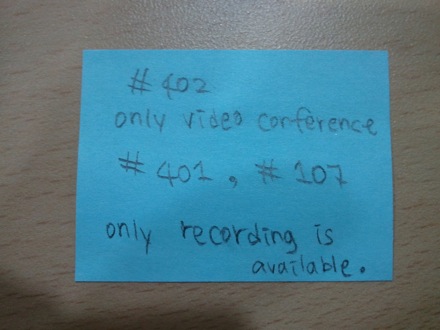 # 402
only video conference
# 401 , # 107
only recording is
available.